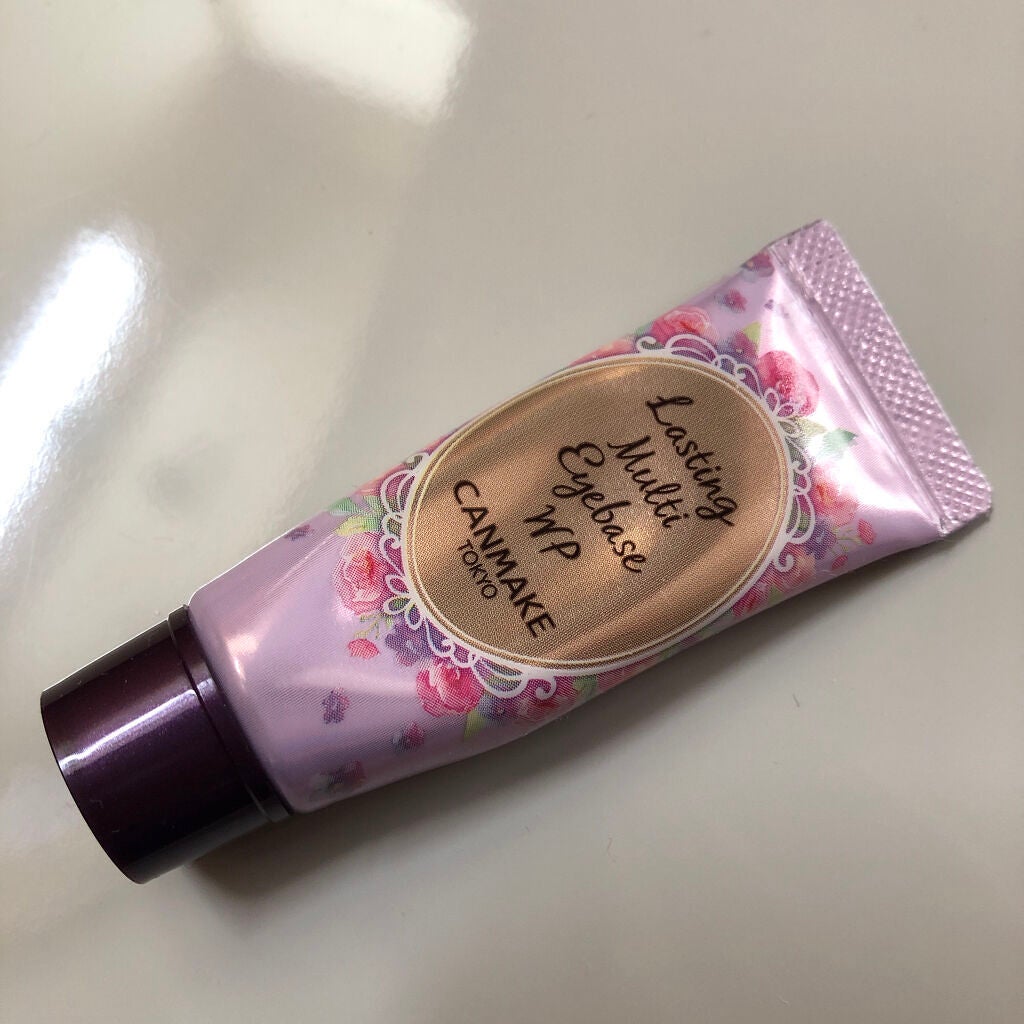 Lasting
Multi
Eyebase
WP
CANMAKE
TOKYO